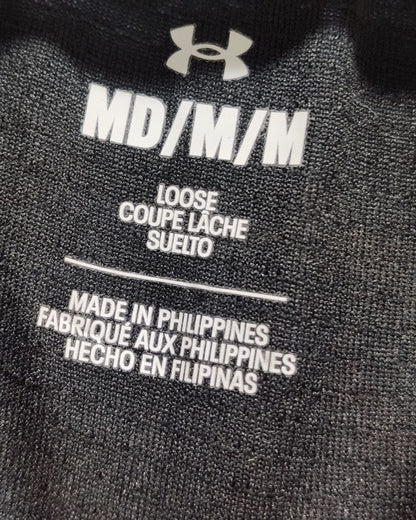 MD/M/M
LOOSE
COUPE LÂCHE
SUELTO
MADE IN PHILIPPINES
FABRIQUÉ AUX PHILIPPINES
HECHO EN FILIPINAS